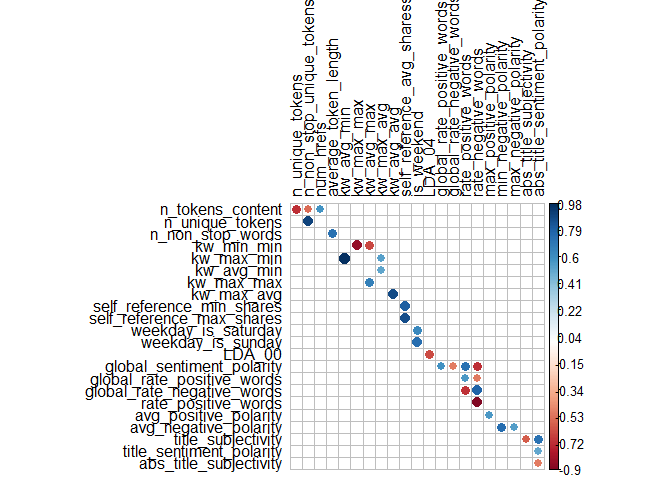 n_unique_tokens
n_non_stop_unique_tokens
num_hrefs
average_token_length
kw_avg_min
kw_max_max
kw_avg_max
kw_max_avg
kw_avg_avg
self_reference_avg_sharess
is_weekend
LDA_04
global_rate_positive_words
global_rate_negative_words
rate_positive_words
rate_negative_words
max_positive_polarity
min_negative_polarity
max_negative_polarity
abs_title_subjectivity
abs_title_sentiment_polarity
n_tokens_content
n_unique_tokens
n_non_stop_words
kw_min_min
kw_max_min
kw_avg_min
kw_max_max
kw_max_avg
self_reference_min_shares
self_reference_max_shares
weekday_is_saturday
weekday_is_sunday
LDA_00
global_sentiment_polarity
global_rate_positive_words
global_rate_negative_words
rate_positive_words
avg_positive_polarity
avg_negative_polarity
title_subjectivity
title_sentiment_polarity
abs_title_subjectivity
0.98
0.79
0.6
0.41
0.22
0.04
-0.15
-0.34
-0.53
-0.72
-0.9